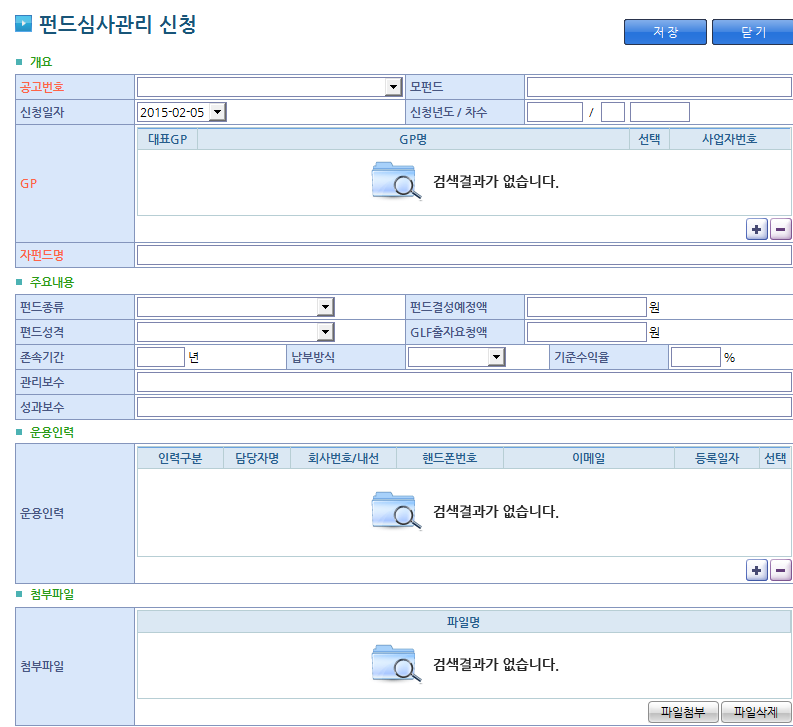 펀드심사관리 신청
저 장 닫 기
개요
공고번호 모펀드
신청일자 2015-02-05 신청년도 / 차수 /
대표GP GP명 선택 사업자번호
GP 검색결과가 없습니다.
자펀드명
주요내용
펀드종류 펀드결성예정액 원
펀드성격 GLF출자요청액 원
존속기간 년 납부방식 기준수익율 %
관리보수
성과보수
운용인력
인력구분 담당자명 회사번호/내선 핸드폰번호 이메일 등록일자 선택
운용인력 검색결과가 없습니다.
첨부파일
파일명
첨부파일 검색결과가 없습니다.
파일첨부 파일삭제